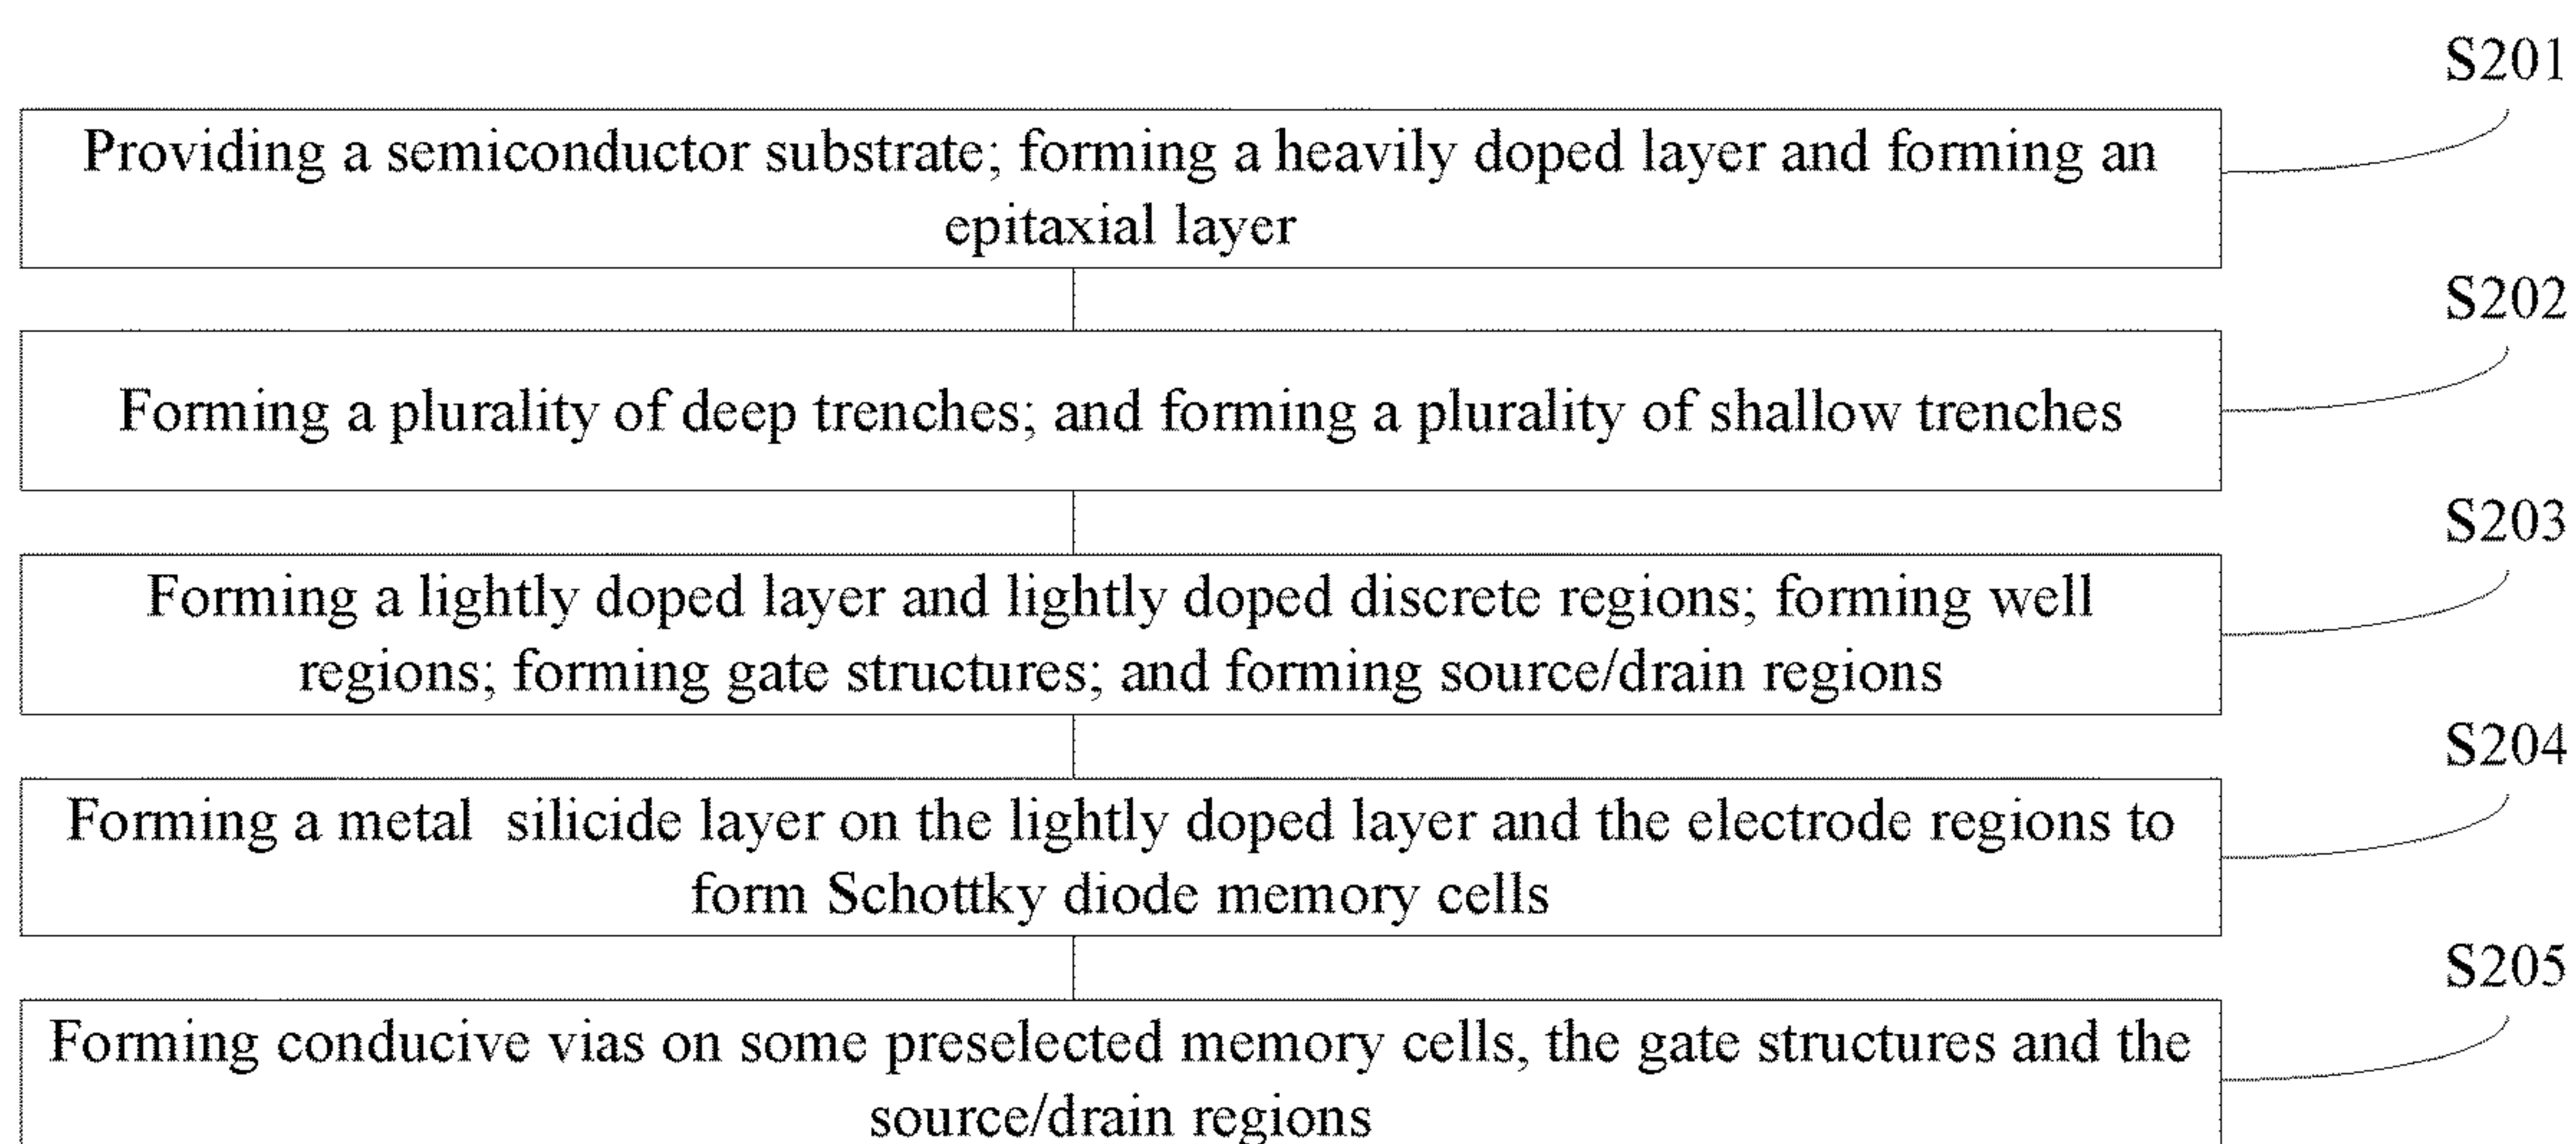 S201
Providing a semiconductor substrate; forming a heavily doped layer and forming an
epitaxial layer
S202
Forming a plurality of deep trenches; and forming a plurality of shallow trenches
S203
Forming a lightly doped layer and lightly doped discrete regions; forming well
regions; forming gate structures; and forming source/drain regions
S204
Forming a metal silicide layer on the lightly doped layer and the electrode regions to
form Schottky diode memory cells
S205
Forming conducive vias on some preselected memory cells, the gate structures and the
source/drain regions